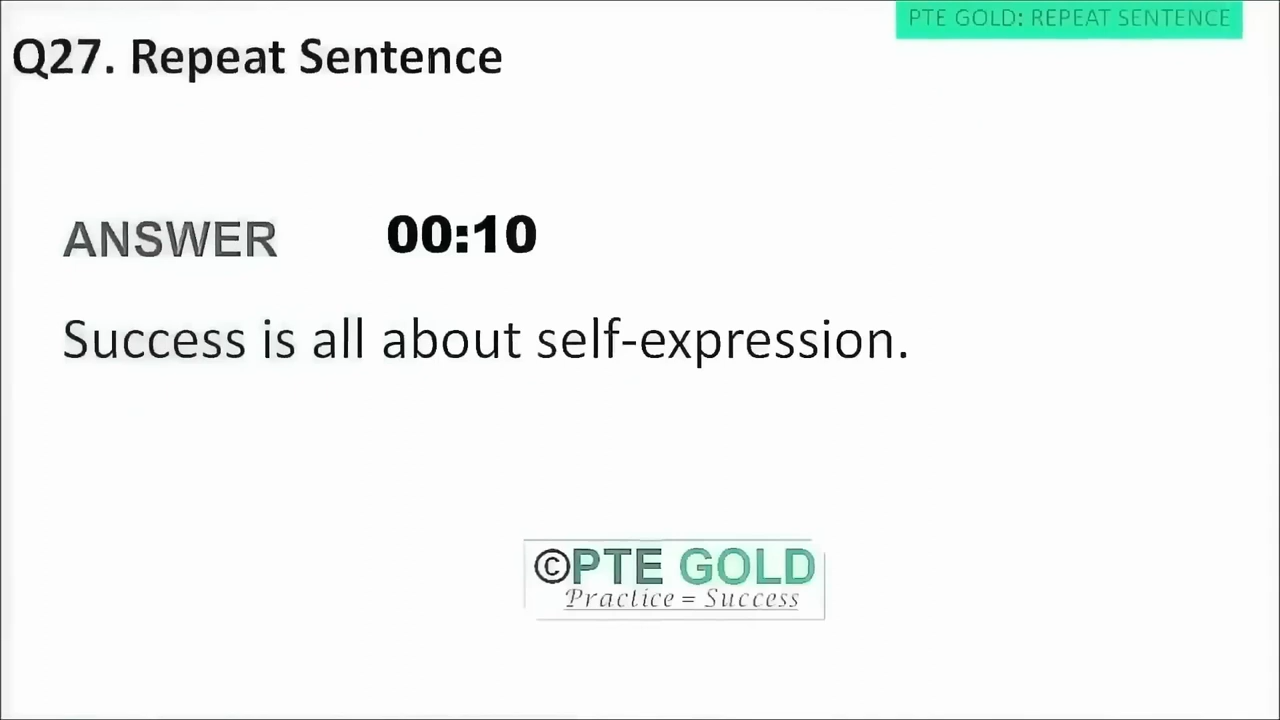 PTE GOLD: REPEAT SENTENCE
Q27. Repeat Sentence
ANSWER 00:10
Success is all about self-expression.
©PTE GOLD
Practice = Success